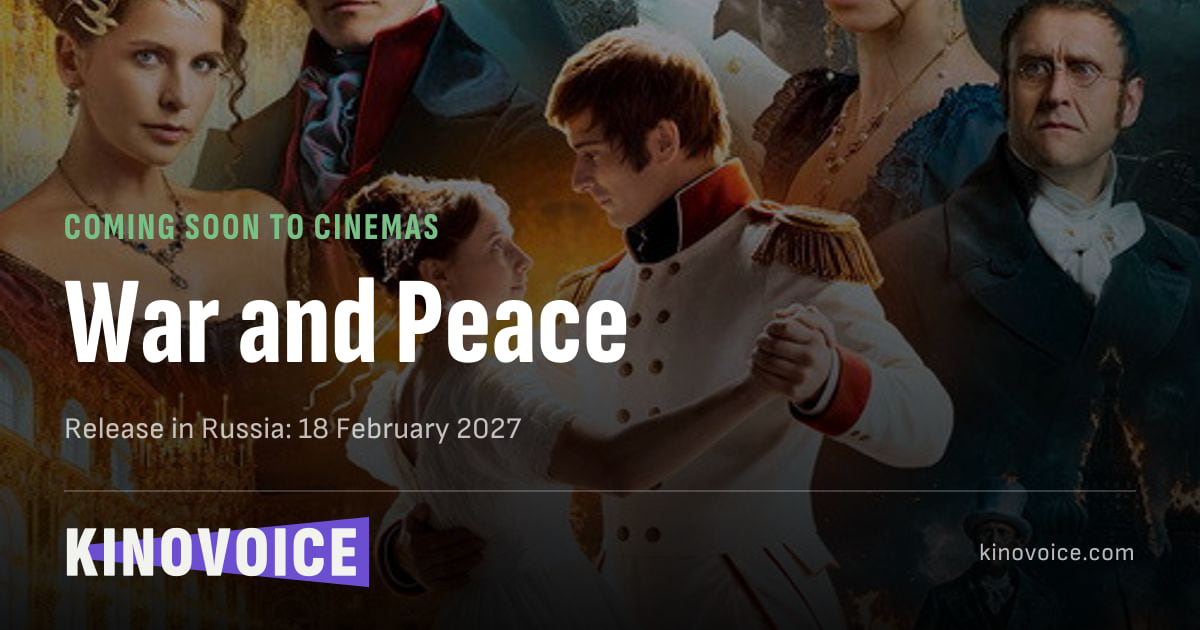 COMING SOON TO CINEMAS
War and Peace
Release in Russia: 18 February 2027
KINOVOICE
kinovoice.com